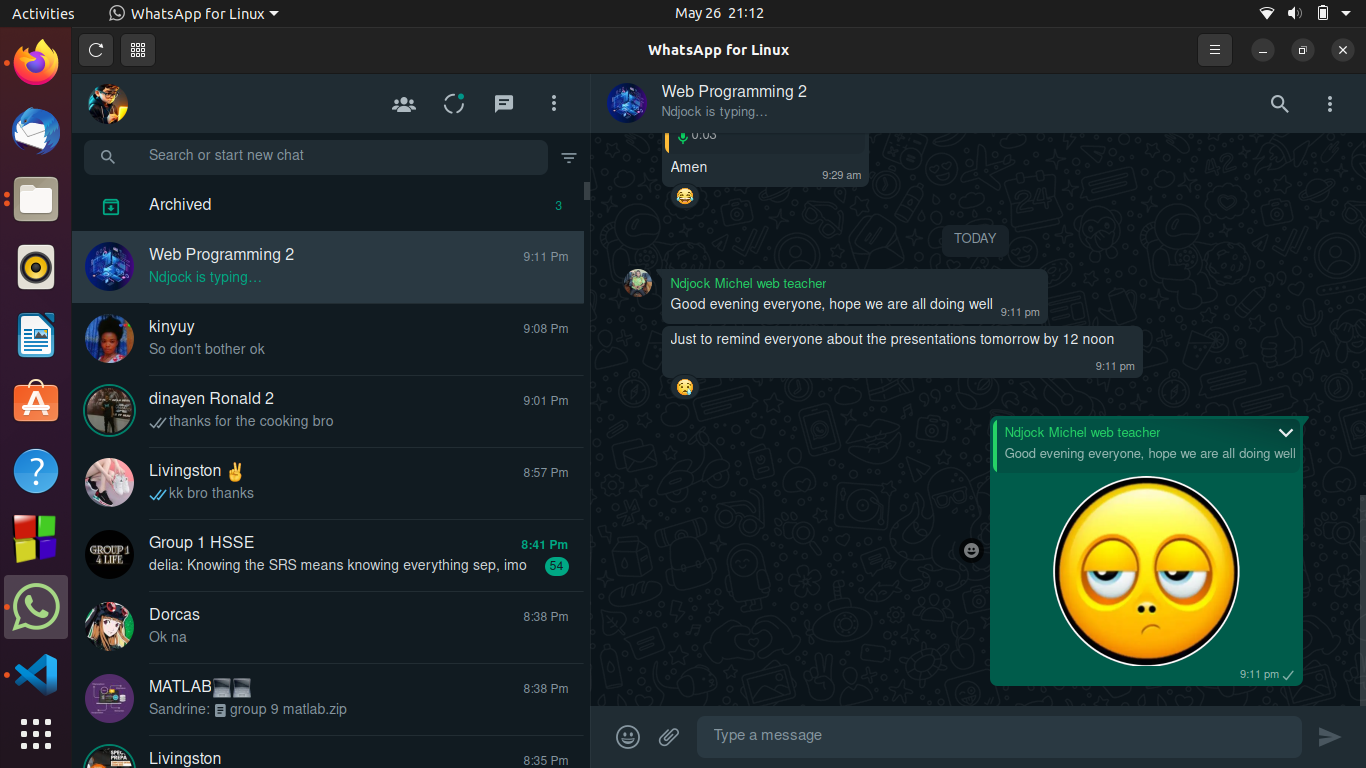 Activities
WhatsApp for Linux
May 26 21:12
WhatsApp for Linux
Search or start new chat
Archived
3
Web Programming 2
9:11 Pm
Ndjock is typing…
kinyuy
9:08 Pm
So don't bother ok
dinayen Ronald 2
9:01 Pm
thanks for the cooking bro
Livingston ✌
8:57 Pm
kk bro thanks
GROUP 1
4 LIFE
Group 1 HSSE
8:41 Pm
delia: Knowing the SRS means knowing everything sep, imo
54
Dorcas
8:38 Pm
Ok na
MATLAB💻💻
8:38 Pm
Sandrine: group 9 matlab.zip
Livingston
8:35 Pm
Web Programming 2
Ndjock is typing…
0:03
Amen
9:29 am
😂
TODAY
Ndjock Michel web teacher
Good evening everyone, hope we are all doing well
9:11 pm
Just to remind everyone about the presentations tomorrow by 12 noon
9:11 pm
😢
Ndjock Michel web teacher
Good evening everyone, hope we are all doing well
9:11 pm
Type a message